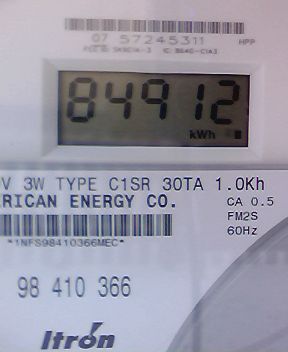 07 57245311 HPP
84912
kWh
V 3W TYPE C1SR 30TA 1.0Kh
RICAN ENERGY CO.
CA 0.5
FM2S
60Hz
*1NFS98410366MEC*
98 410 366
Itron